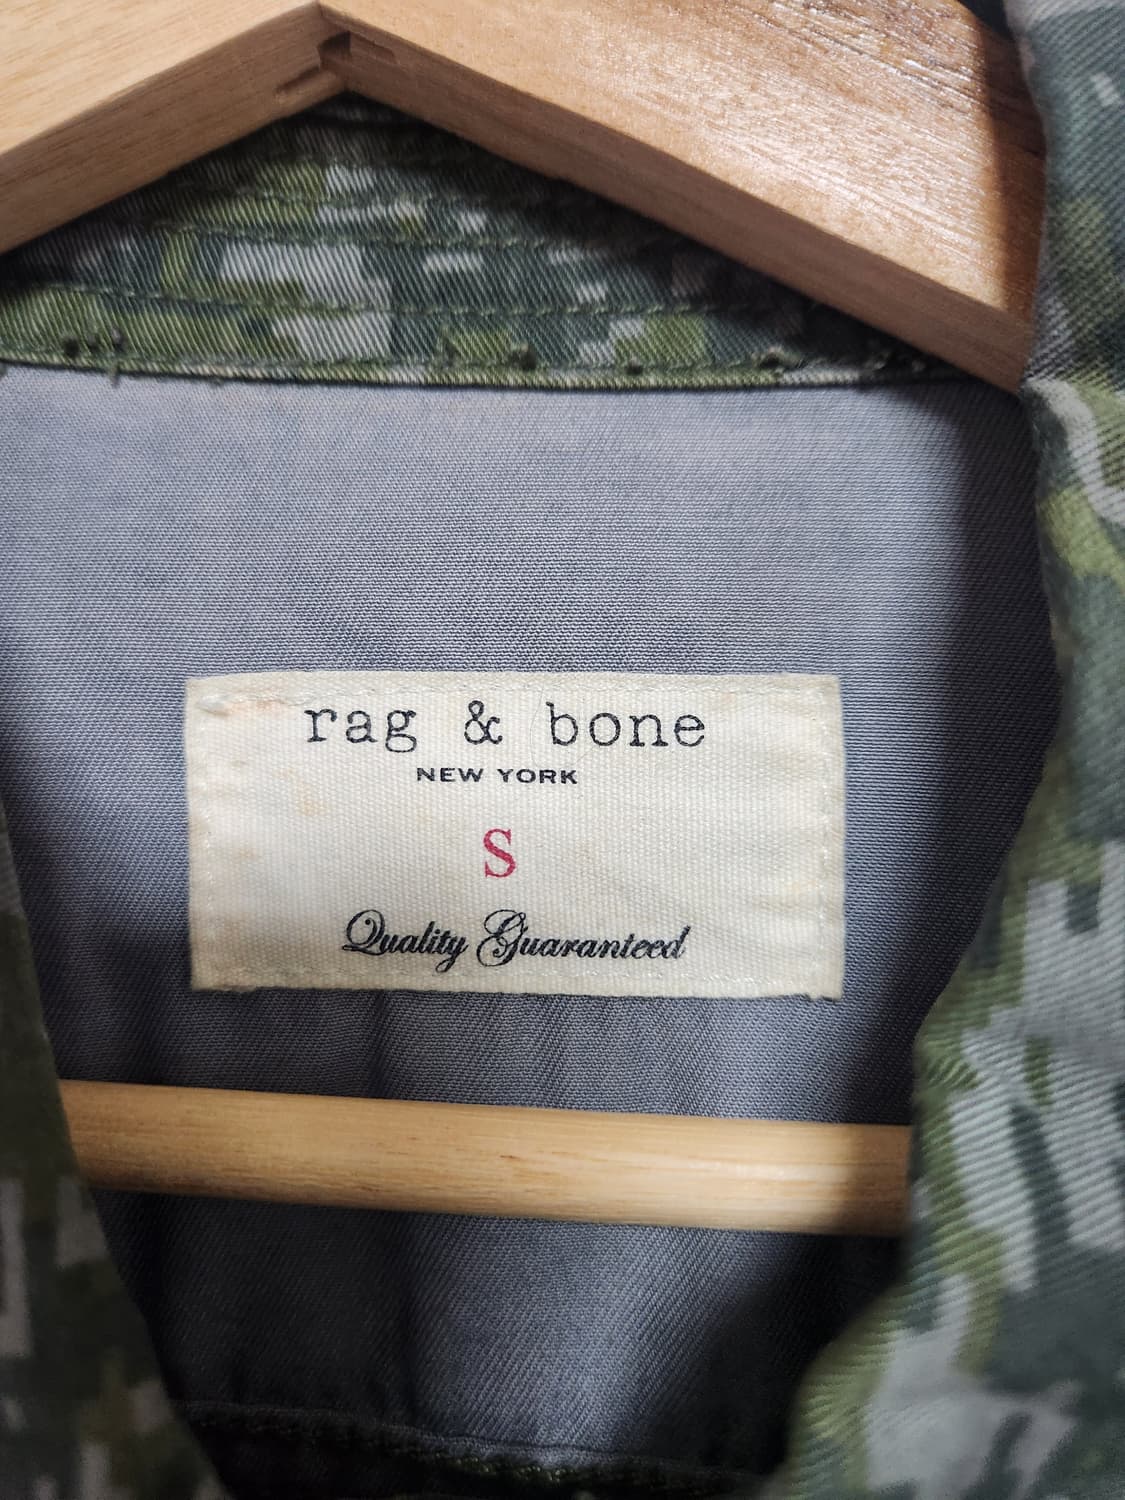 rag & bone
NEW YORK
S
Quality Guaranteed